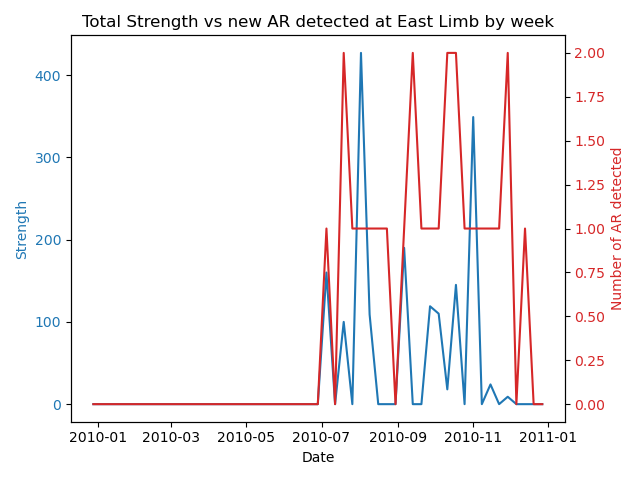 Total Strength vs new AR detected at East Limb by week
400
300
200
100
0
Strength
2.00
1.75
1.50
1.25
1.00
0.75
0.50
0.25
0.00
Number of AR detected
2010-01 2010-03 2010-05 2010-07 2010-09 2010-11 2011-01
Date